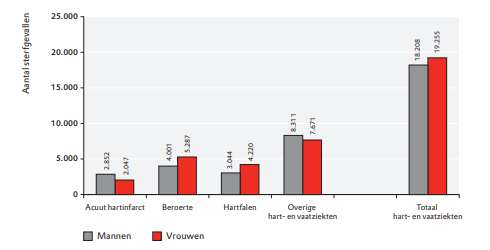 Aantal sterfgevallen
25.000
20.000
15.000
10.000
5.000
0
2.852
2.047
4.001
5.287
3.044
4.220
8.311
7.671
18.208
19.255
Acuut hartinfarct
Beroerte
Hartfalen
Overige
hart- en vaatziekten
Totaal
hart- en vaatziekten
Mannen
Vrouwen